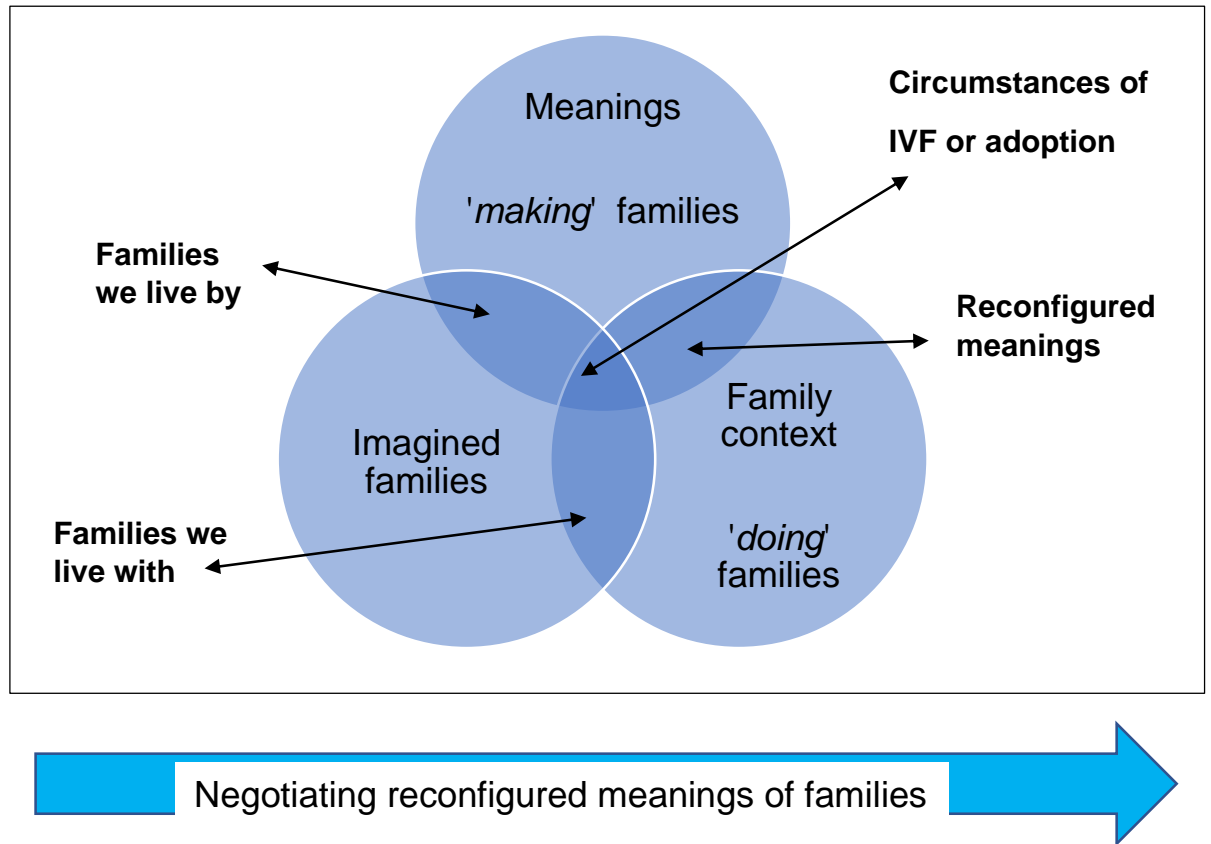 Meanings
'making' families
Circumstances of
IVF or adoption
Families
we live by
Reconfigured
meanings
Imagined
families
Family
context
Families we
live with
'doing'
families
Negotiating reconfigured meanings of families